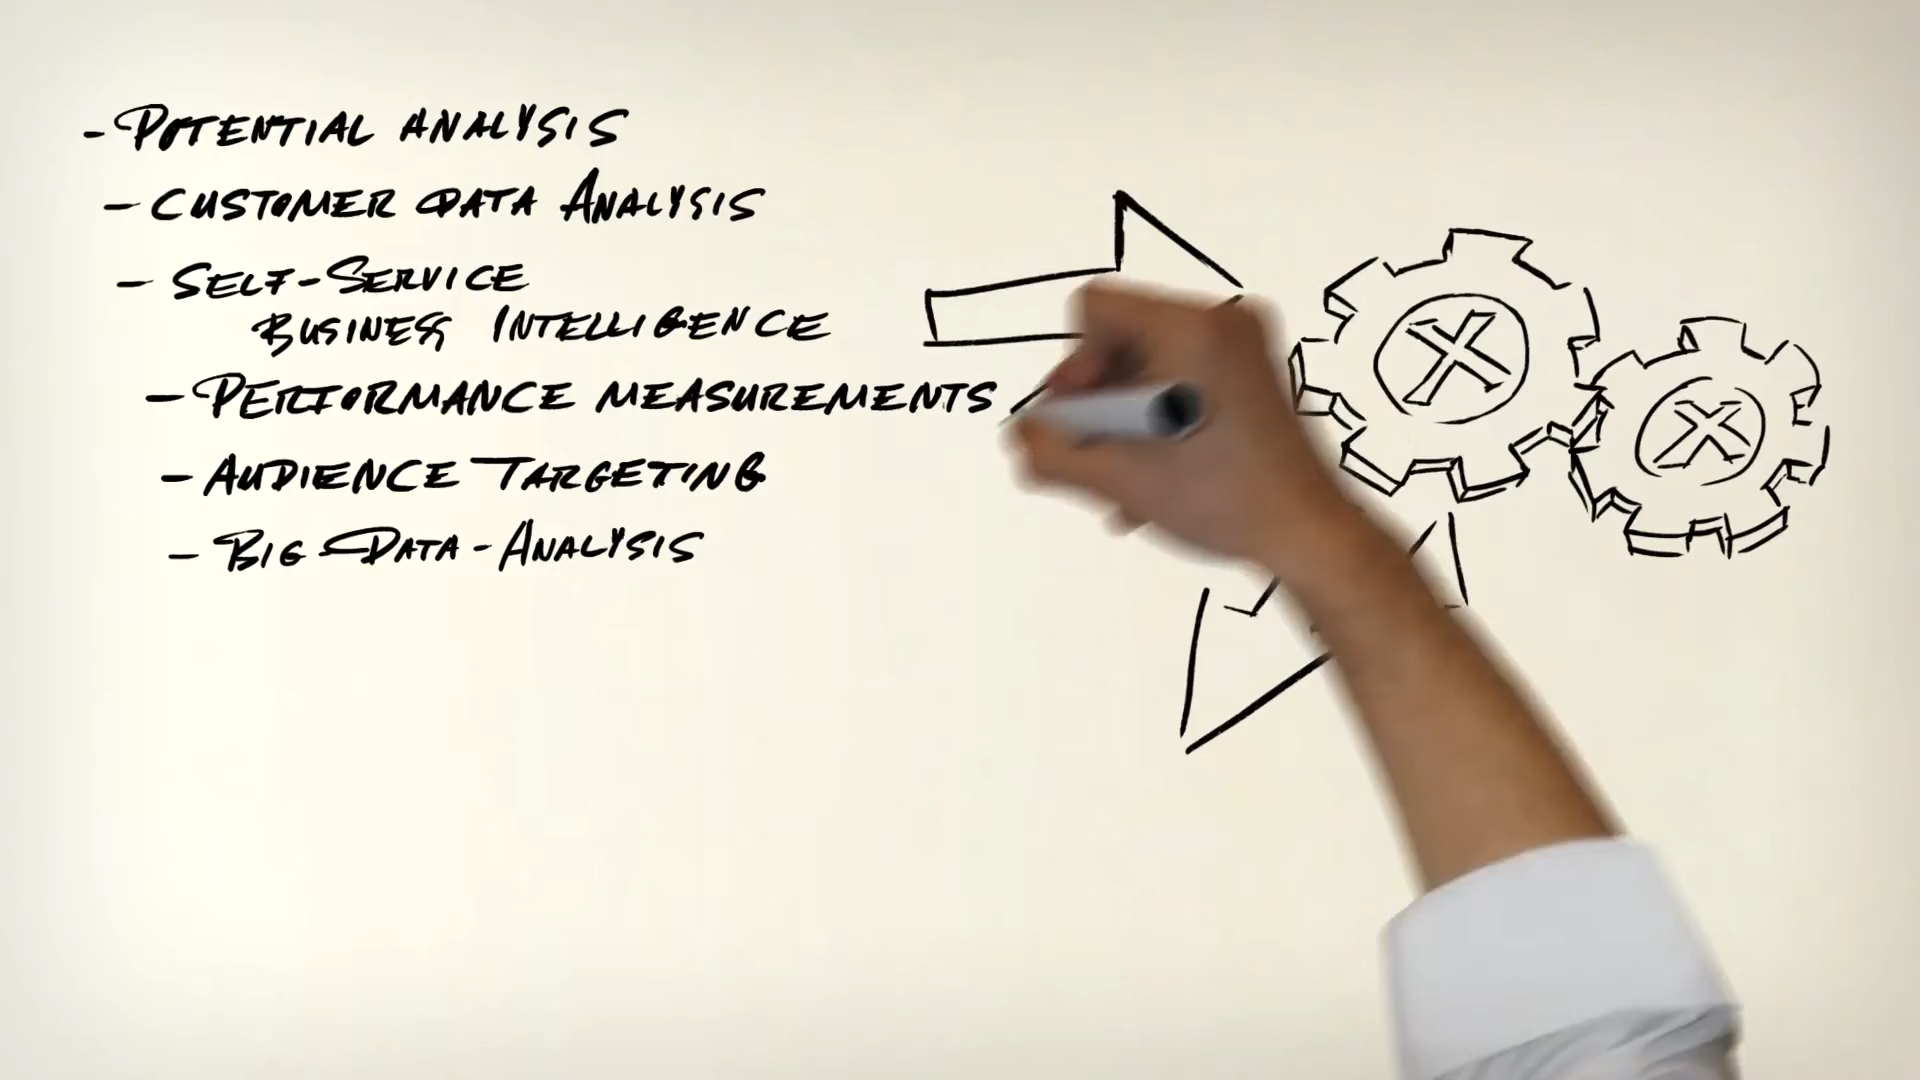 - POTENTIAL ANALYSIS
- CUSTOMER DATA ANALYSIS
- SELF-SERVICE
BUSINESS INTELLIGENCE
- PERFORMANCE MEASUREMENTS
- AUDIENCE TARGETING
- BIG DATA-ANALYSIS
X
X